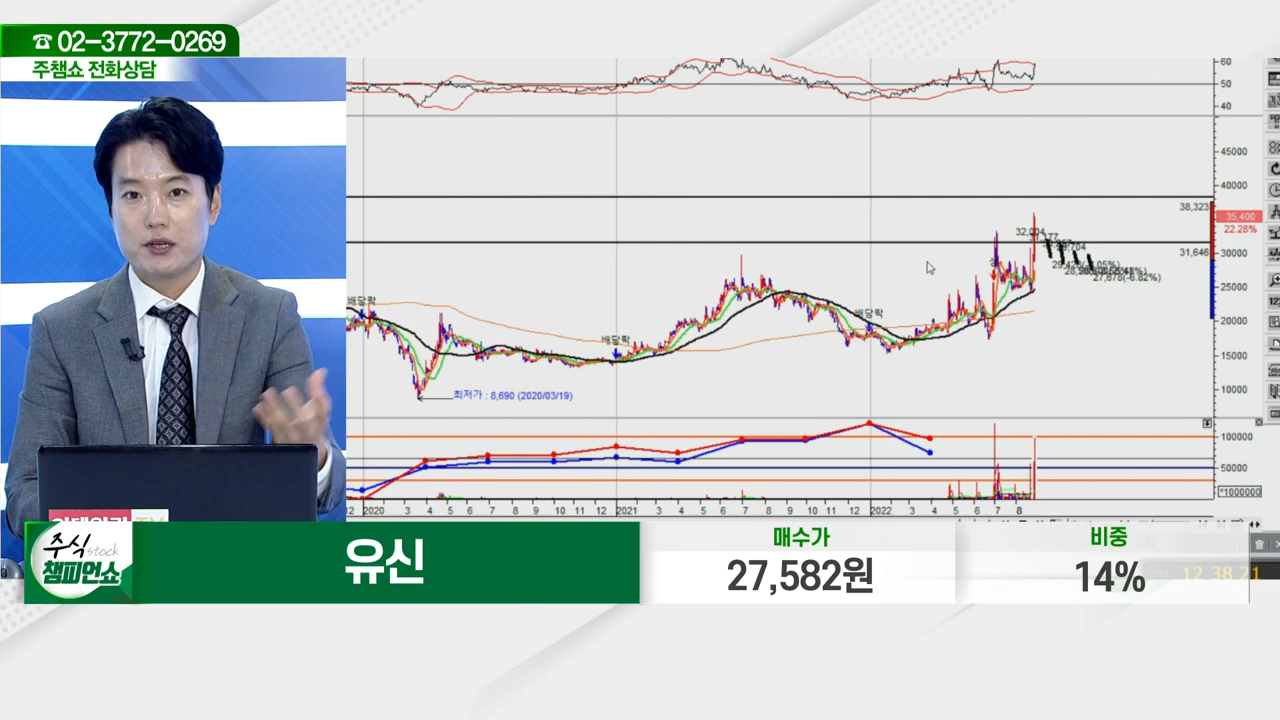 ☎ 02-3772-0269
주챔쇼 전화상담
60
50
40
45000
40000
38,323
35,400
22.28%
32,004
31,646
30000
25000
27,878(-6.82%)
20000
15000
10000
배당락
배당락
배당락
최저가 : 8,690 (2020/03/19)
100000
50000
*1000000
12 2020 3 4 5 6 7 8 9 10 11 12 2021 3 4 5 6 7 8 9 10 11 12 2022 3 4 5 6 7 8
주식 stock
챔피언쇼
유신
매수가
27,582원
비중
14%
12:38:21